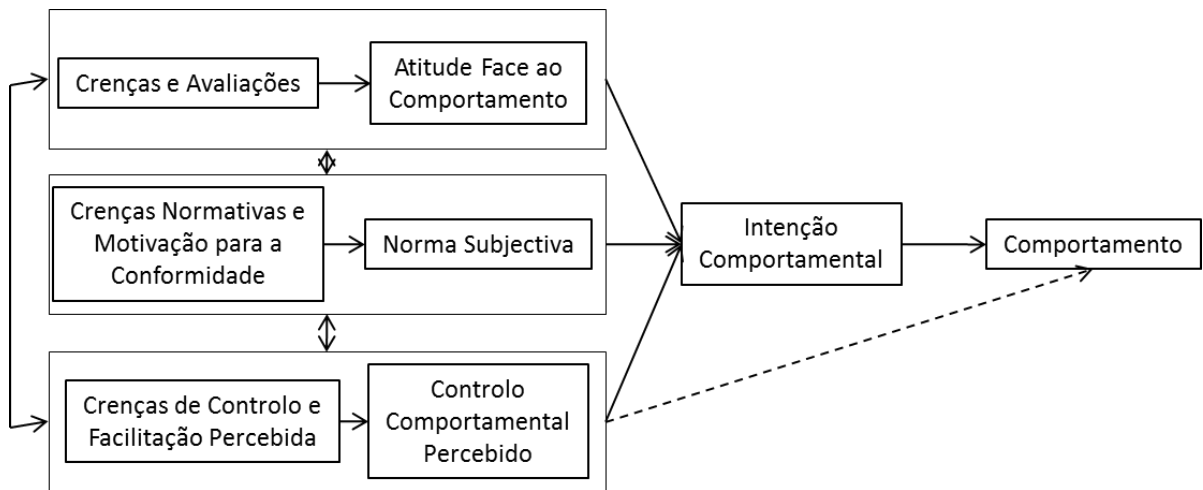 Crenças e Avaliações
Atitude Face ao
Comportamento
Crenças Normativas e
Motivação para a
Conformidade
Norma Subjectiva
Intenção
Comportamental
Comportamento
Crenças de Controlo e
Facilitação Percebida
Controlo
Comportamental
Percebido